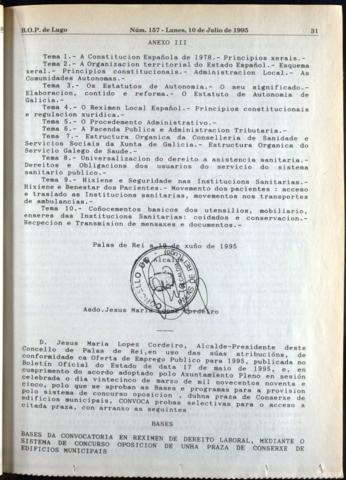 B.O.P. de Lugo Núm. 157 - Lunes, 10 de Julio de 1995 31
ANEXO III
Tema 1.- A Constitucion Española de 1978.- Principios xerais.-
Tema 2.- A Organizacion territorial do Estado Español.- Esquema
xeral.- Principios constitucionais.- Administracion Local.- As
Comunidades Autonomas.-
Tema 3.- Os Estatutos de Autonomia.- O seu significado.-
Elaboracion, contido e reforma.- O Estatuto de Autonomia de
Galicia.-
Tema 4.- O Reximen Local Español.- Principios constitucionais
e regulacion xuridica.-
Tema 5.- O Procedemento Administrativo.-
Tema 6.- A Facenda Publica e Administracion Tributaria.-
Tema 7.- Estructura Organica da Conselleria de Sanidade e
Servicios Sociais da Xunta de Galicia.- Estructura Organica do
Servicio Galego de Saude.-
Tema 8.- Universalizacion do dereito a asistencia sanitaria.-
Dereitos e Obligacions dos usuarios do servicio do sistema
sanitario publico.-
Tema 9.- Hixiene e Seguridade nas Institucions Sanitarias.-
Hixiene e Benestar dos Pacientes.- Movemento dos pacientes : acceso
e traslado as Institucions sanitarias, movementos nos transportes
de ambulancias.-
Tema 10.- Coñocementos basicos dos utensilios, mobiliario,
enseres das Institucions Sanitarias: coidados e conservacion.-
Recpecion e Transmision de mensaxes e documentos.-
Palas de Rei a de xuño de 1995
Alcalde
CONCELLO DE
Asdo.Jesus Maria Lopez Cordeiro
D. Jesus Maria Lopes Cordeiro, Alcalde-Presidente deste
Concello de Palas de Rei,en uso das súas atribucións, de
conformidade ca Oferta de Emprego Publico para 1995, publicada no
Boletin Oficial do Estado de data 17 de maio de 1995, e, en
cumprimento do acordo adoptado polo Axuntamiento Pleno en sesión
celebrada o dia vintecinco de marzo de mil novecentos noventa e
cinco, polo que se aproban as Bases e programas para a provision
polo sistema de concurso oposicion , dunha praza de Conserxe de
edificios municipais, CONVOCA probas selectivas para o acceso a
citada praza, con arranxo as seguintes
BASES
BASES DA CONVOCATORIA EN REXIMEN DE DEREITO LABORAL, MEDIANTE O
SISTEMA DE CONCURSO OPOSICION DE UNHA PRAZA DE CONSERXE DE
EDIFICIOS MUNICIPAIS